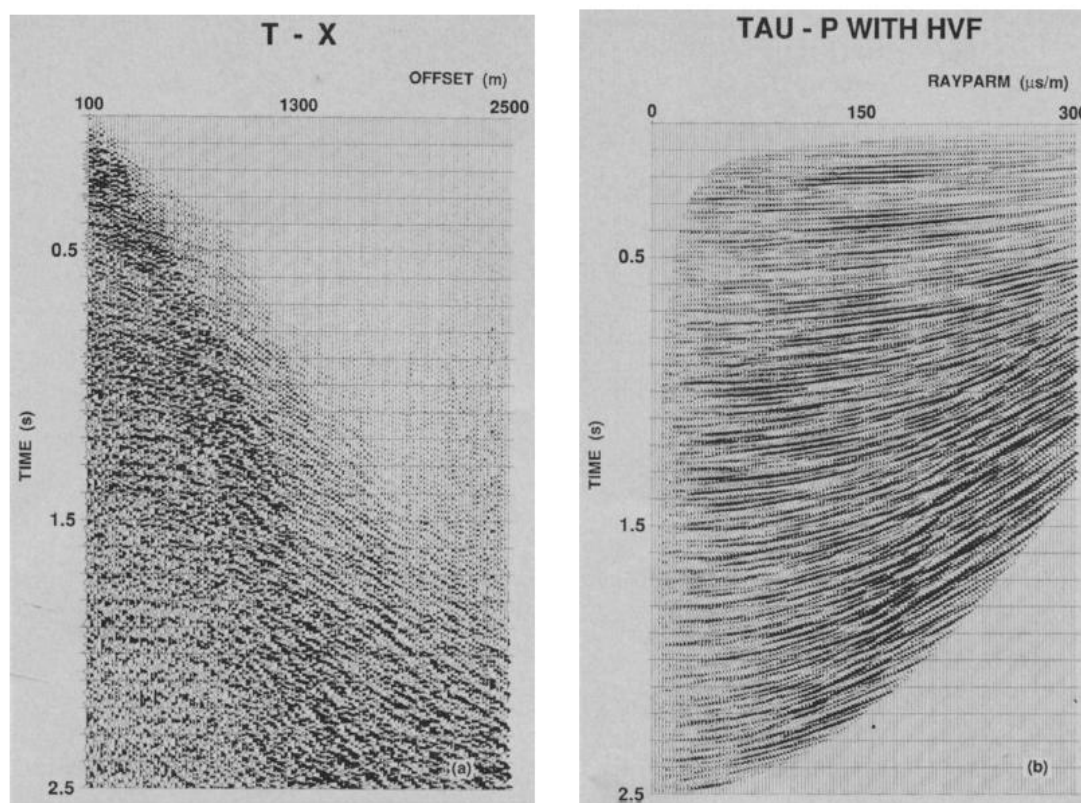 T - X
OFFSET (m)
100 1300 2500
0.5
TIME (s)
1.5
2.5
(a)
TAU - P WITH HVF
RAYPARM (μs/m)
0 150 300
0.5
TIME (s)
1.5
2.5
(b)